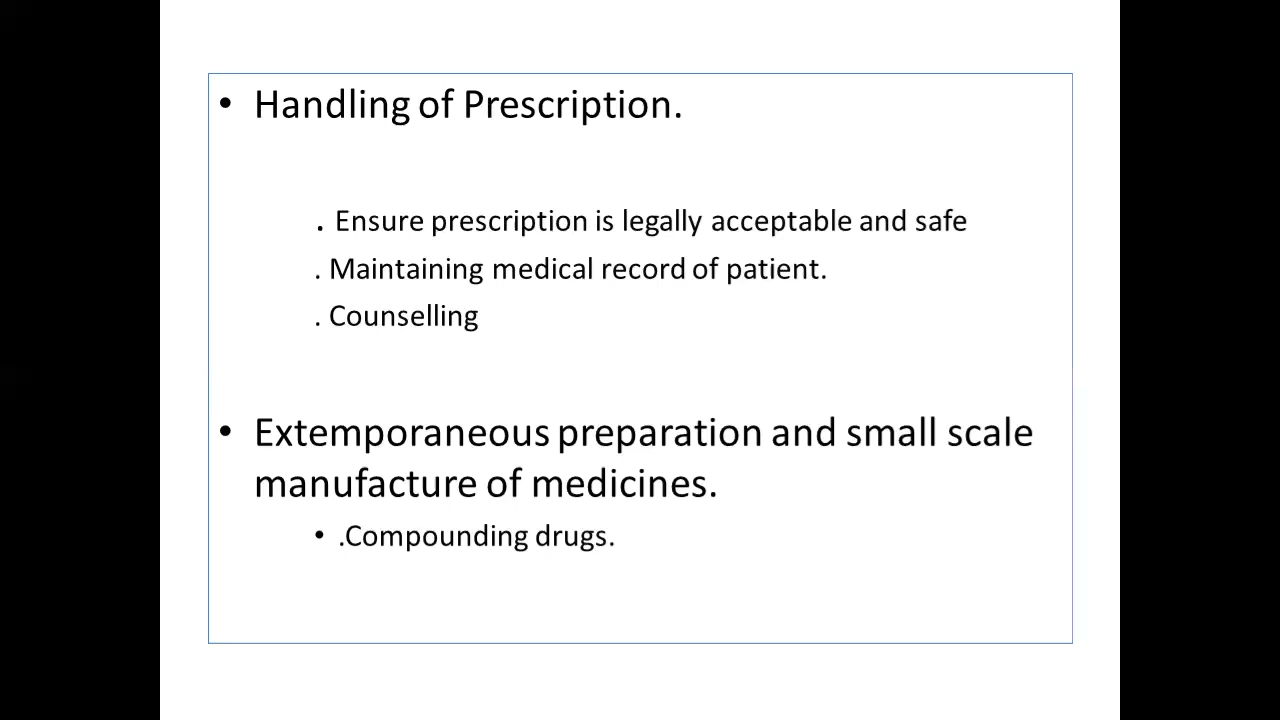 • Handling of Prescription.
. Ensure prescription is legally acceptable and safe
. Maintaining medical record of patient.
. Counselling
• Extemporaneous preparation and small scale
manufacture of medicines.
• .Compounding drugs.